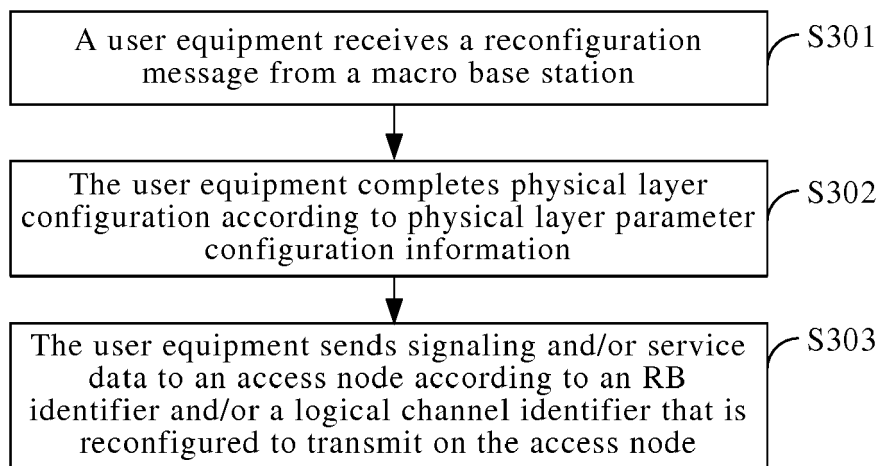 A user equipment receives a reconfiguration
message from a macro base station
S301
The user equipment completes physical layer
configuration according to physical layer parameter
configuration information
S302
The user equipment sends signaling and/or service
data to an access node according to an RB
identifier and/or a logical channel identifier that is
reconfigured to transmit on the access node
S303